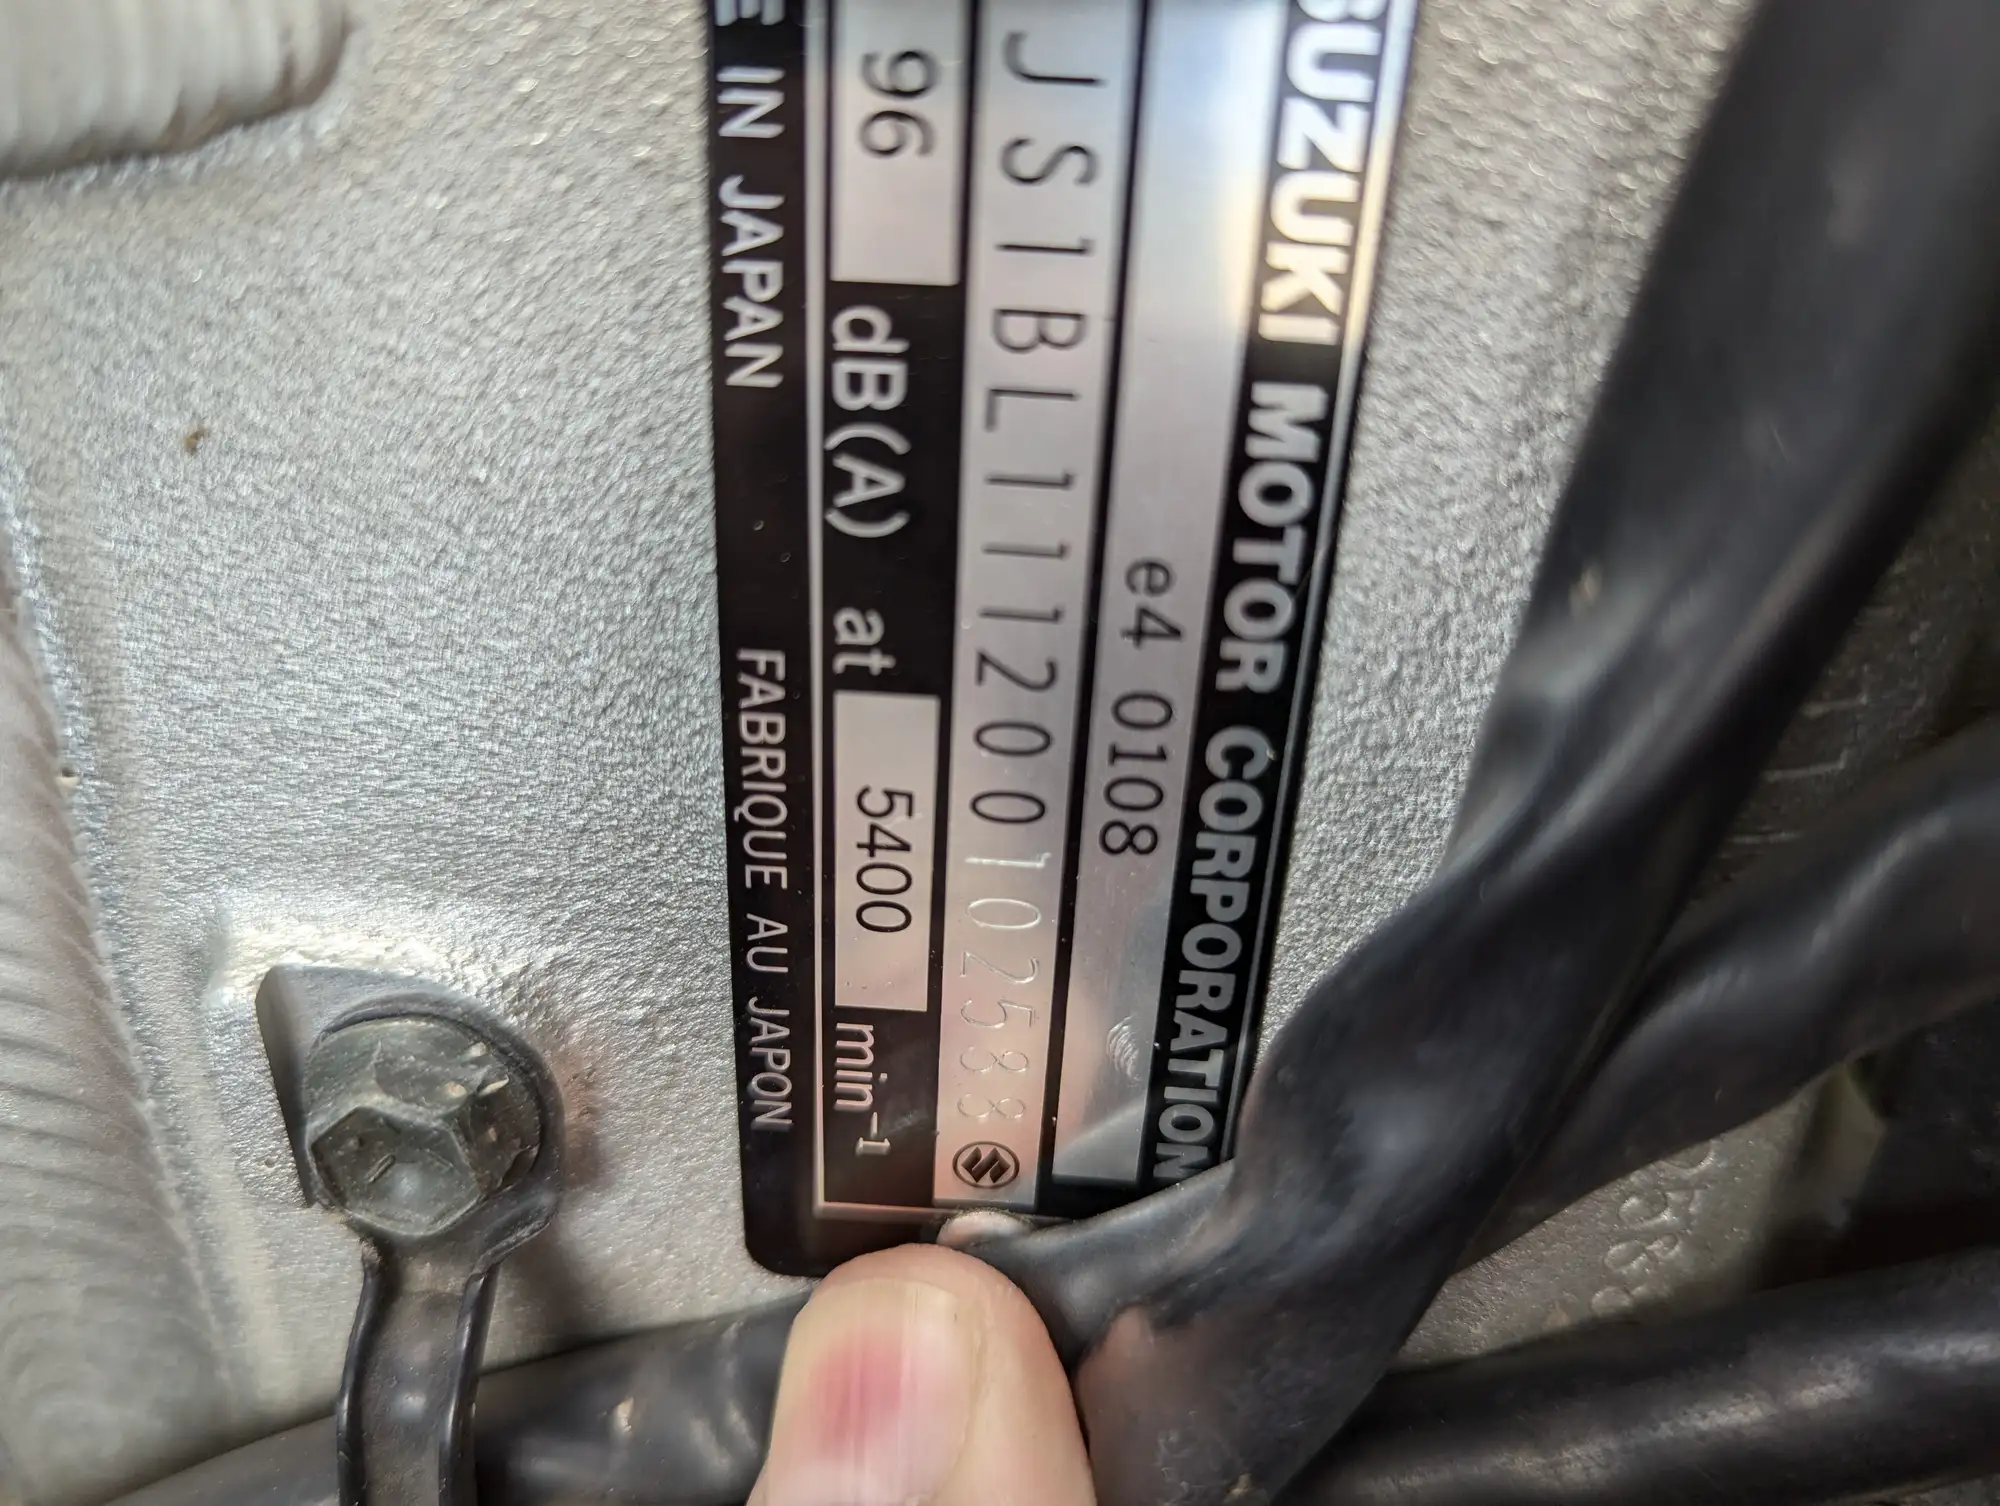 SUZUKI MOTOR CORPORATION
e4 0108
JS1BL111200102588
96 dB(A) at 5400 min⁻¹
E IN JAPAN FABRIQUE AU JAPON